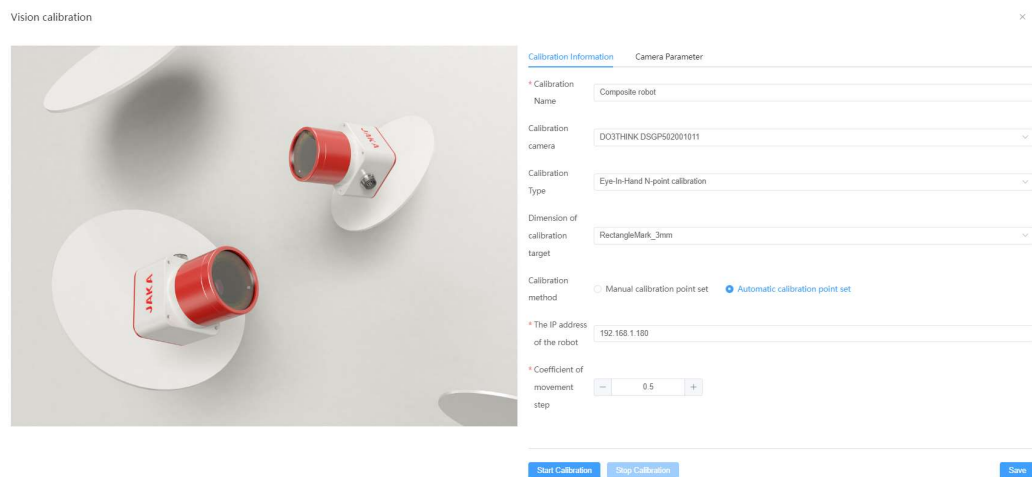 Vision calibration
×
JAKA
JAKA
Calibration Information Camera Parameter
* Calibration Name
Composite robot
Calibration camera
DO3THINK DSGP502001011
Calibration Type
Eye-In-Hand N-point calibration
Dimension of calibration target
RectangleMark_3mm
Calibration method
Manual calibration point set Automatic calibration point set
* The IP address of the robot
192.168.1.180
* Coefficient of movement step
− 0.5 +
Start Calibration Stop Calibration Save